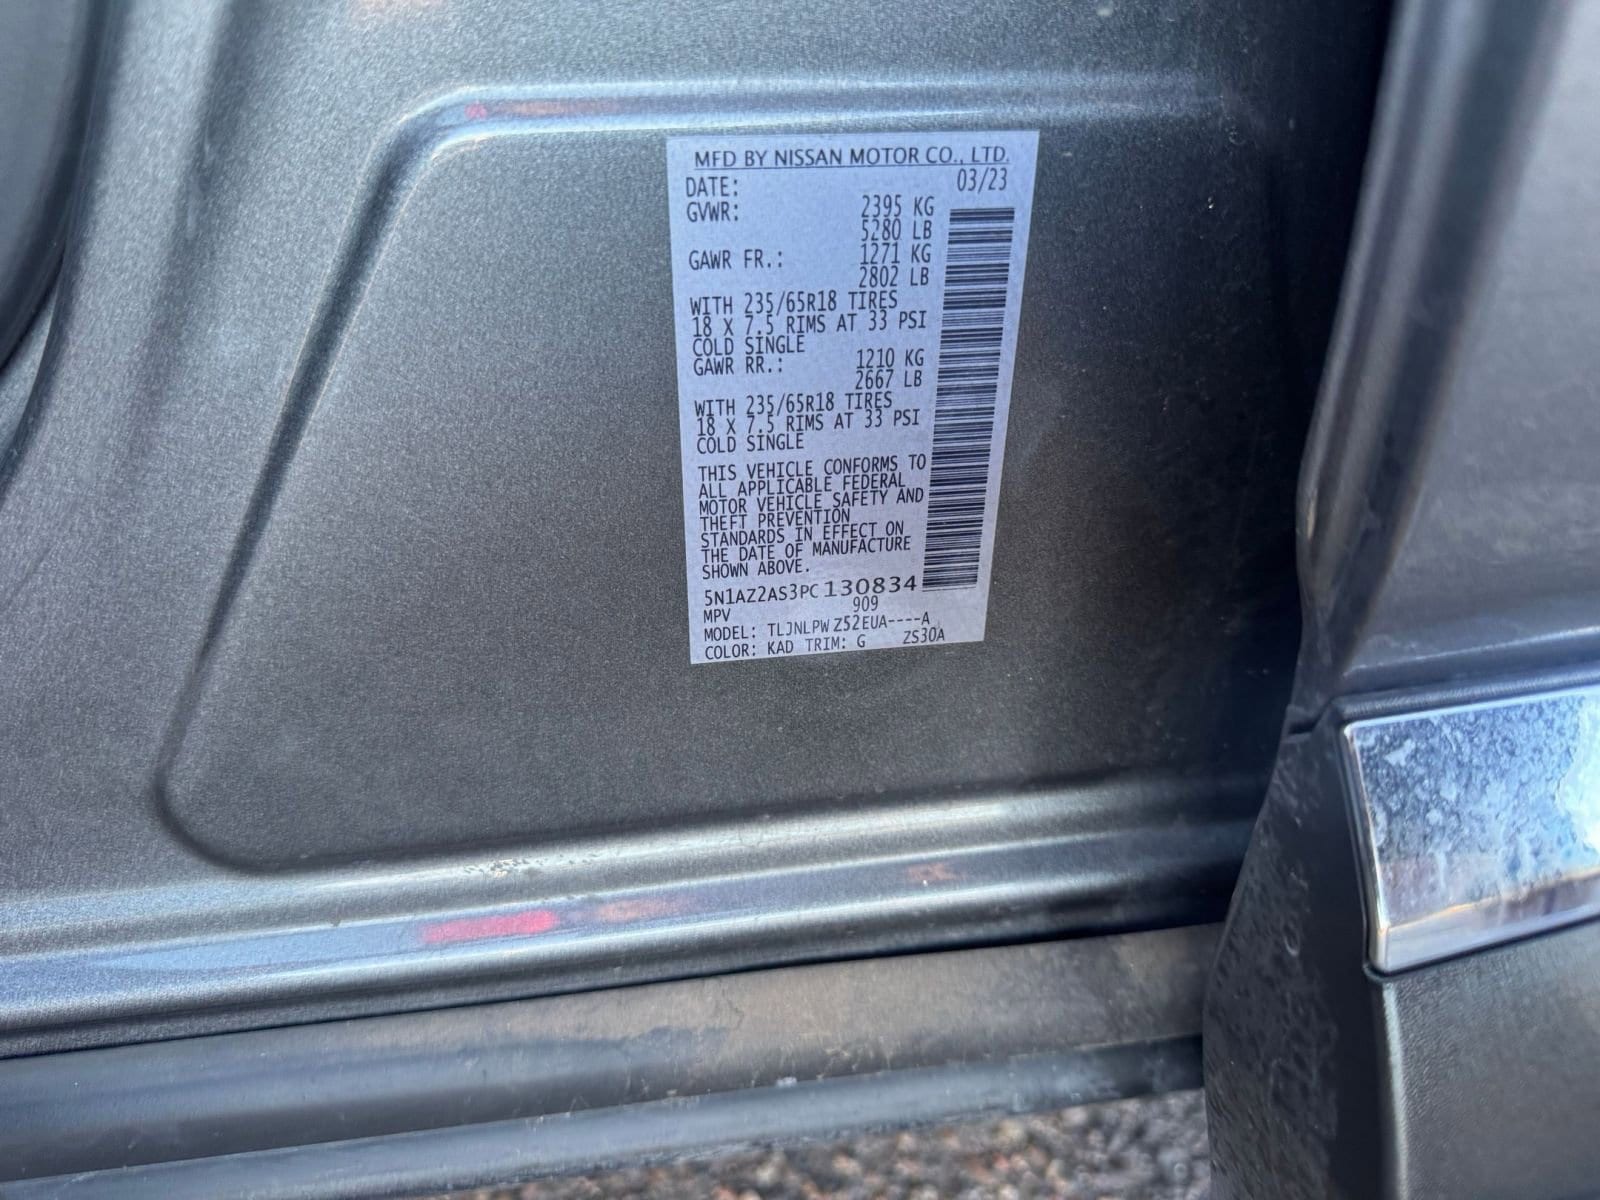 MFD BY NISSAN MOTOR CO., LTD.
DATE: 03/23
GVWR: 2395 KG
5280 LB
GAWR FR.: 1271 KG
2802 LB
WITH 235/65R18 TIRES
18 X 7.5 RIMS AT 33 PSI
COLD SINGLE
GAWR RR.: 1210 KG
2667 LB
WITH 235/65R18 TIRES
18 X 7.5 RIMS AT 33 PSI
COLD SINGLE
THIS VEHICLE CONFORMS TO
ALL APPLICABLE FEDERAL
MOTOR VEHICLE SAFETY AND
THEFT PREVENTION
STANDARDS IN EFFECT ON
THE DATE OF MANUFACTURE
SHOWN ABOVE.
5N1AZ2AS3PC130834
MPV 909
MODEL: TLJNLPWZ52EUA----A
COLOR: KAD TRIM: G ZS30A